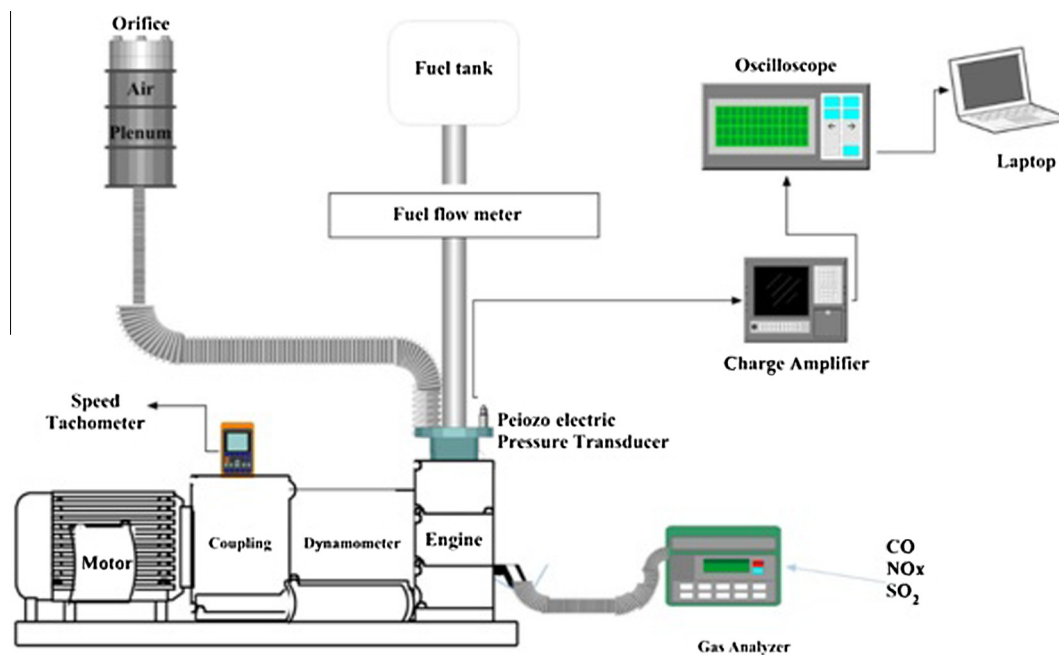 Orifice
Air
Plenum
Fuel tank
Fuel flow meter
Oscilloscope
Laptop
Charge Amplifier
Speed
Tachometer
Peiozo electric
Pressure Transducer
Motor
Coupling
Dynamometer
Engine
CO
NOx
SO₂
Gas Analyzer